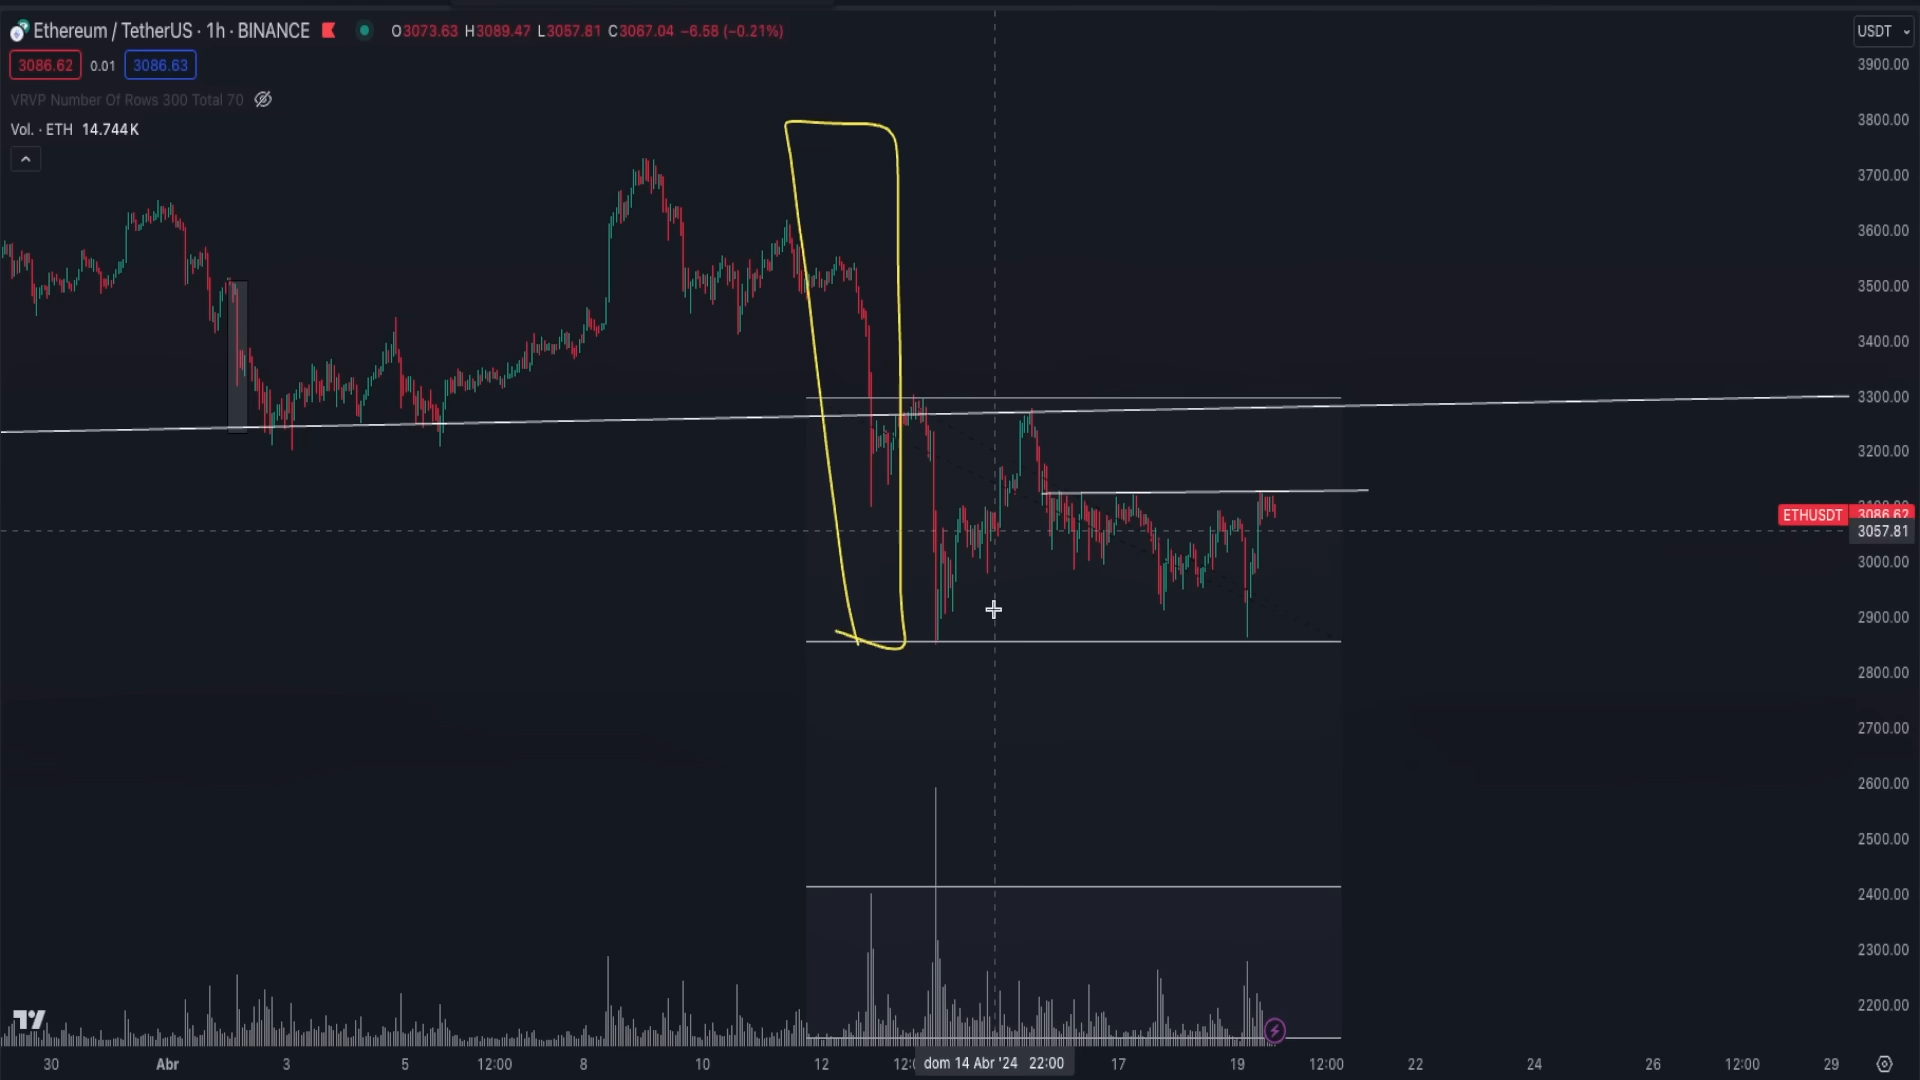 Ethereum / TetherUS · 1h · BINANCE O3073.63 H3089.47 L3057.81 C3067.04 −6.58 (−0.21%)
USDT
3086.62 0.01 3086.63
VRVP Number Of Rows 300 Total 70
Vol. · ETH 14.744K
3900.00
3800.00
3700.00
3600.00
3500.00
3400.00
3300.00
3200.00
ETHUSDT 3086.62
3057.81
3000.00
2900.00
2800.00
2700.00
2600.00
2500.00
2400.00
2300.00
2200.00
30 Abr 3 5 12:00 8 10 12 dom 14 Abr '24 22:00 17 19 12:00 22 24 26 12:00 29